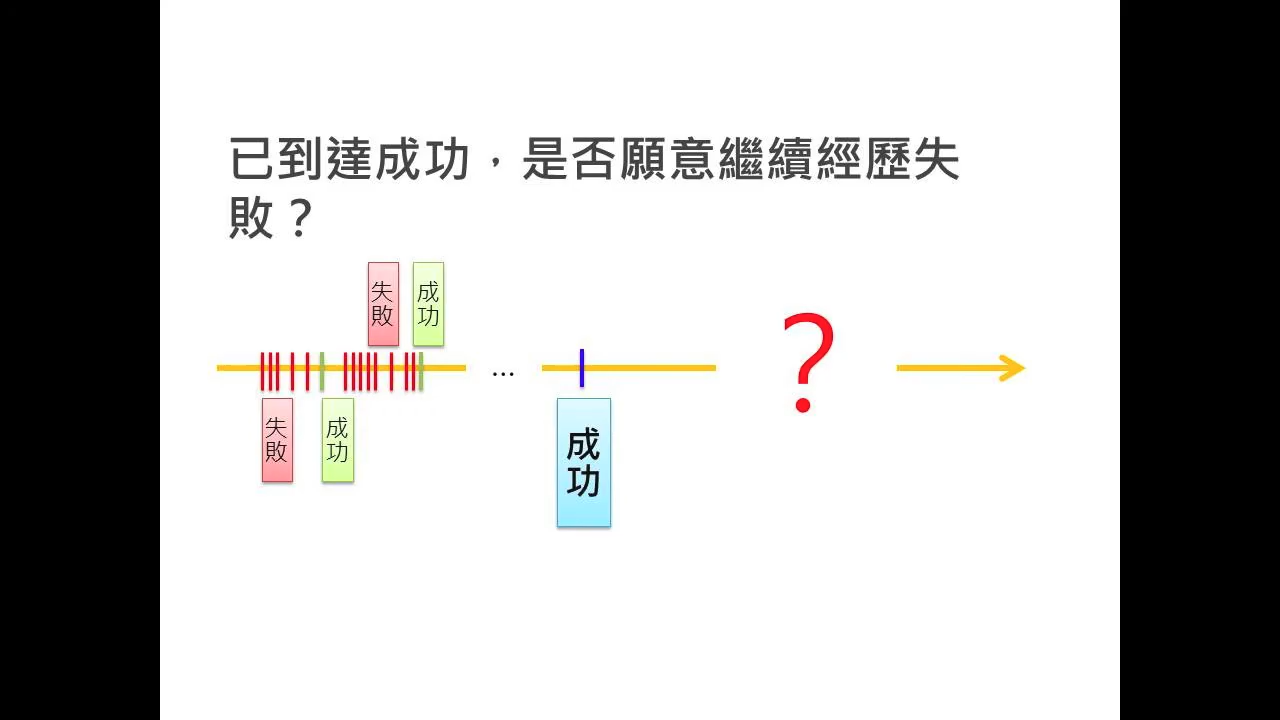 已到達成功，是否願意繼續經歷失
敗？
失敗
成功
...
？
失敗
成功
成功